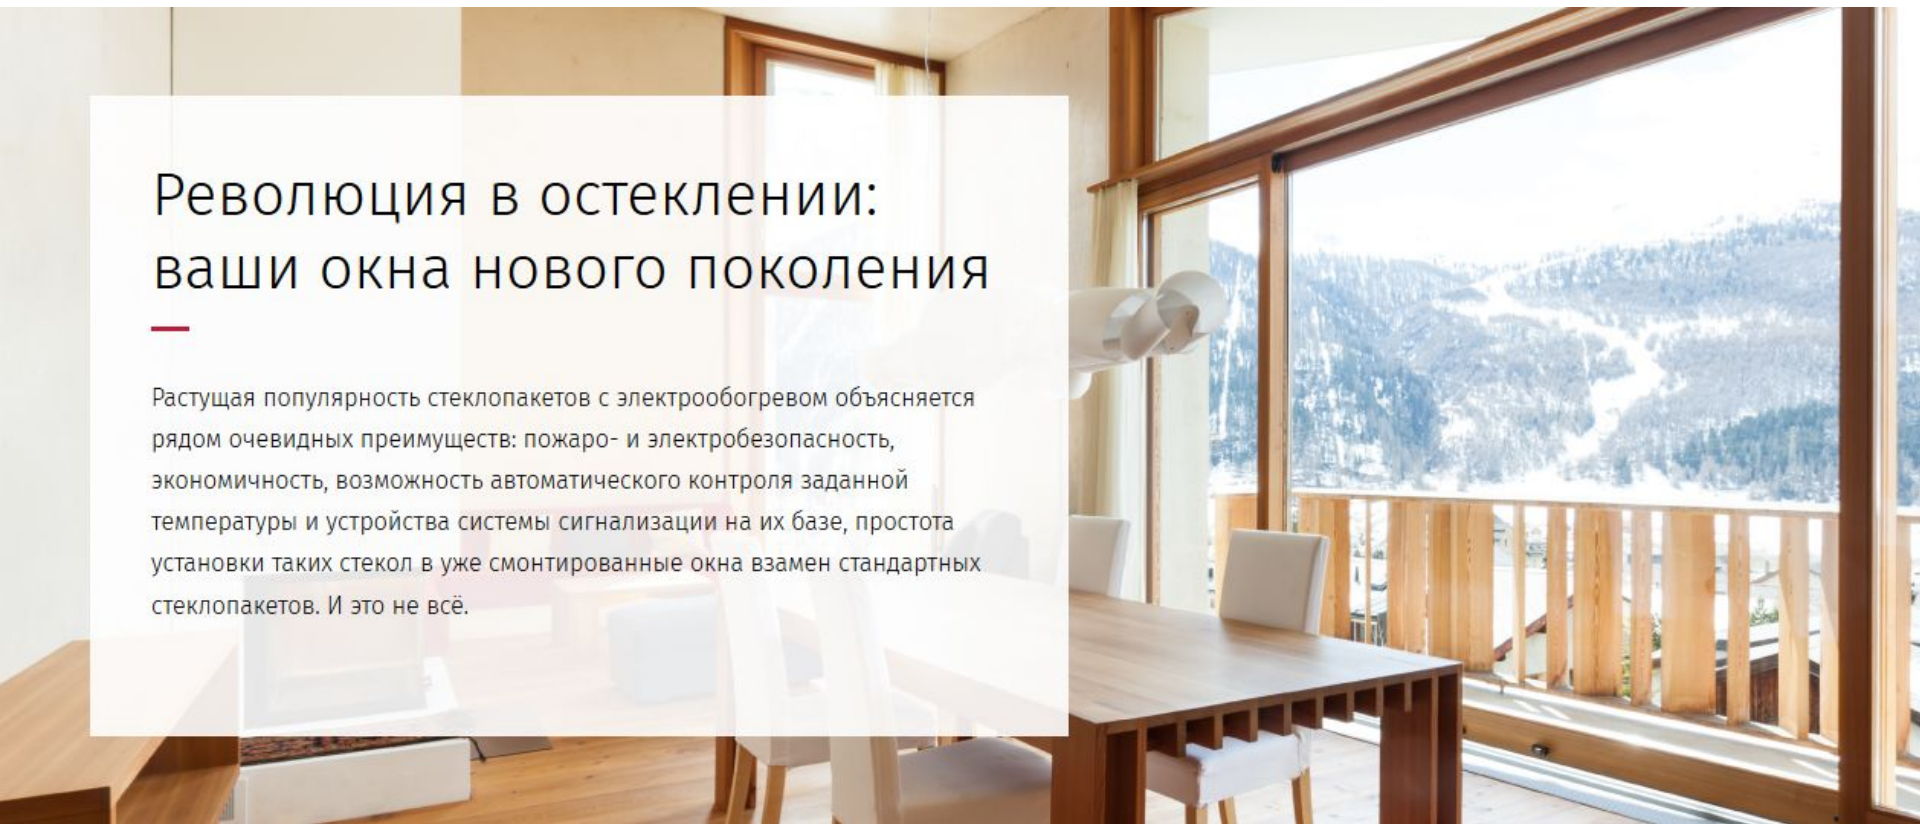 Революция в остеклении:
ваши окна нового поколения
Растущая популярность стеклопакетов с электрообогревом объясняется
рядом очевидных преимуществ: пожаро- и электробезопасность,
экономичность, возможность автоматического контроля заданной
температуры и устройства системы сигнализации на их базе, простота
установки таких стекол в уже смонтированные окна взамен стандартных
стеклопакетов. И это не всё.